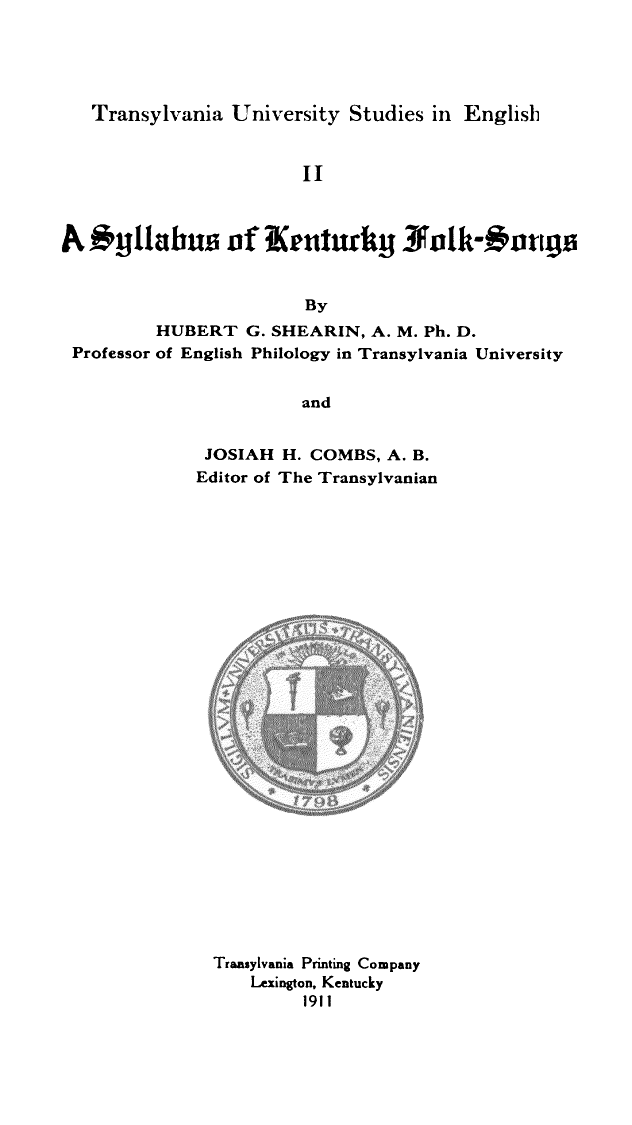 Transylvania University Studies in English
II
A Syllabus of Kentucky Folk-Songs
By
HUBERT G. SHEARIN, A. M. Ph. D.
Professor of English Philology in Transylvania University
and
JOSIAH H. COMBS, A. B.
Editor of The Transylvanian
SIGILLVM • VNIVERSITATIS • TRANSYLVANIENSIS
1798
Transylvania Printing Company
Lexington, Kentucky
1911